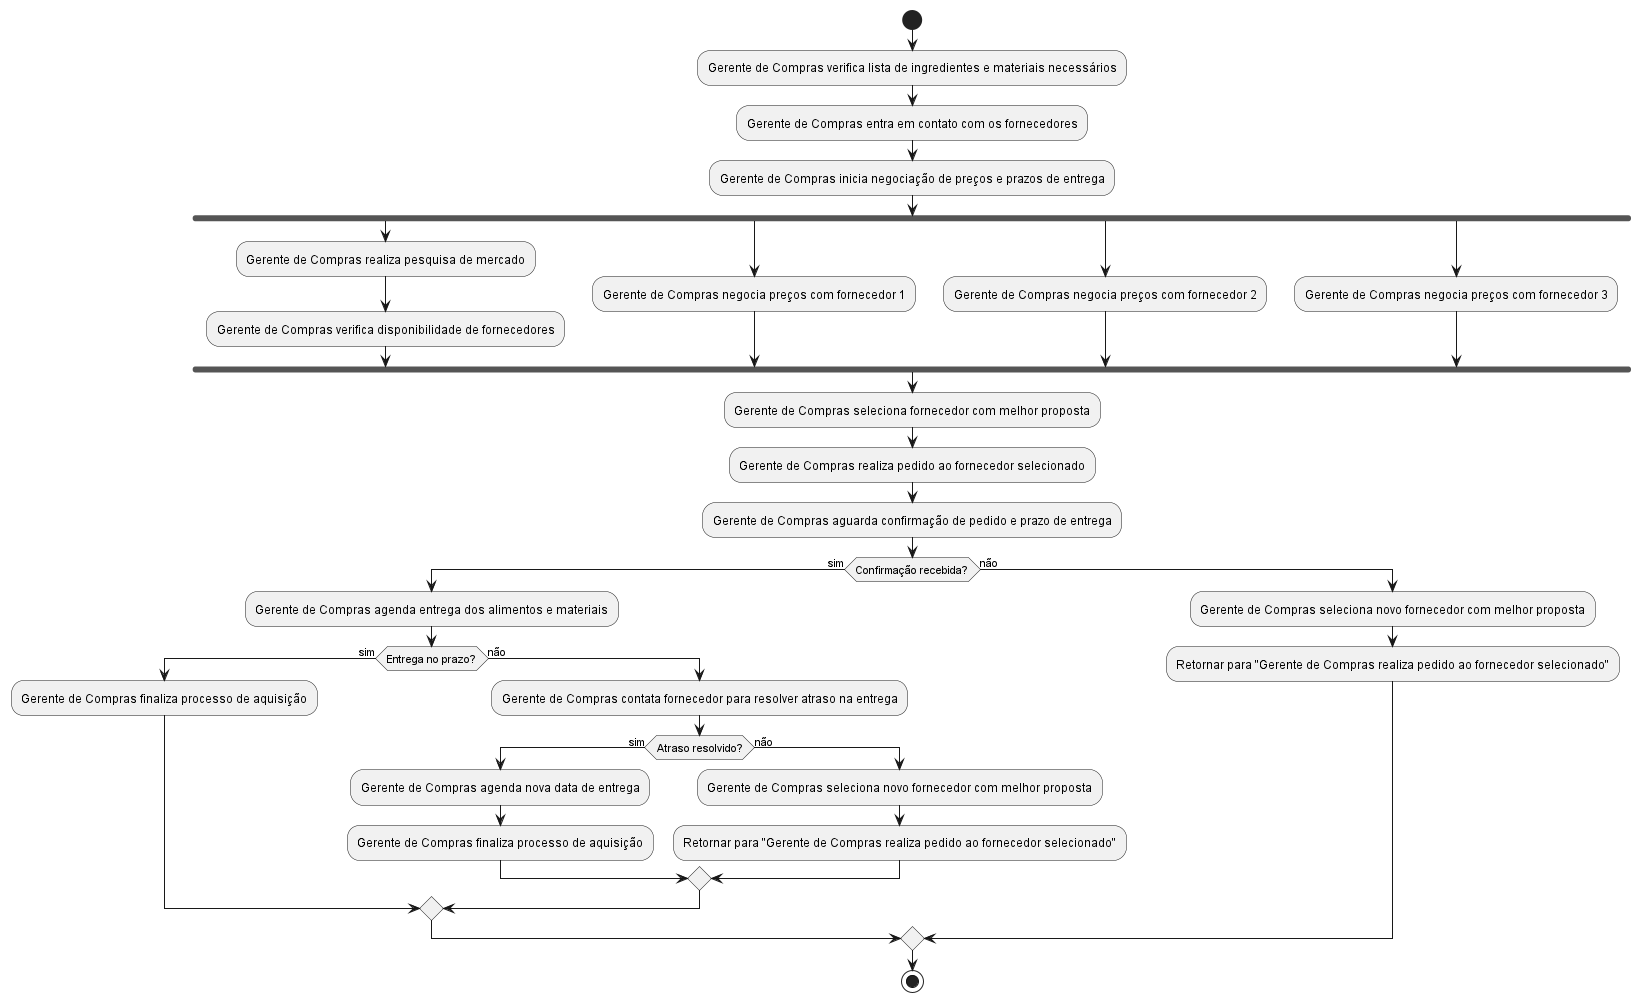 Gerente de Compras verifica lista de ingredientes e materiais necessários
Gerente de Compras entra em contato com os fornecedores
Gerente de Compras inicia negociação de preços e prazos de entrega
Gerente de Compras realiza pesquisa de mercado
Gerente de Compras verifica disponibilidade de fornecedores
Gerente de Compras negocia preços com fornecedor 1
Gerente de Compras negocia preços com fornecedor 2
Gerente de Compras negocia preços com fornecedor 3
Gerente de Compras seleciona fornecedor com melhor proposta
Gerente de Compras realiza pedido ao fornecedor selecionado
Gerente de Compras aguarda confirmação de pedido e prazo de entrega
sim
Confirmação recebida?
não
Gerente de Compras agenda entrega dos alimentos e materiais
sim
Entrega no prazo?
não
Gerente de Compras finaliza processo de aquisição
Gerente de Compras contata fornecedor para resolver atraso na entrega
sim
Atraso resolvido?
não
Gerente de Compras agenda nova data de entrega
Gerente de Compras finaliza processo de aquisição
Gerente de Compras seleciona novo fornecedor com melhor proposta
Retornar para "Gerente de Compras realiza pedido ao fornecedor selecionado"
Gerente de Compras seleciona novo fornecedor com melhor proposta
Retornar para "Gerente de Compras realiza pedido ao fornecedor selecionado"